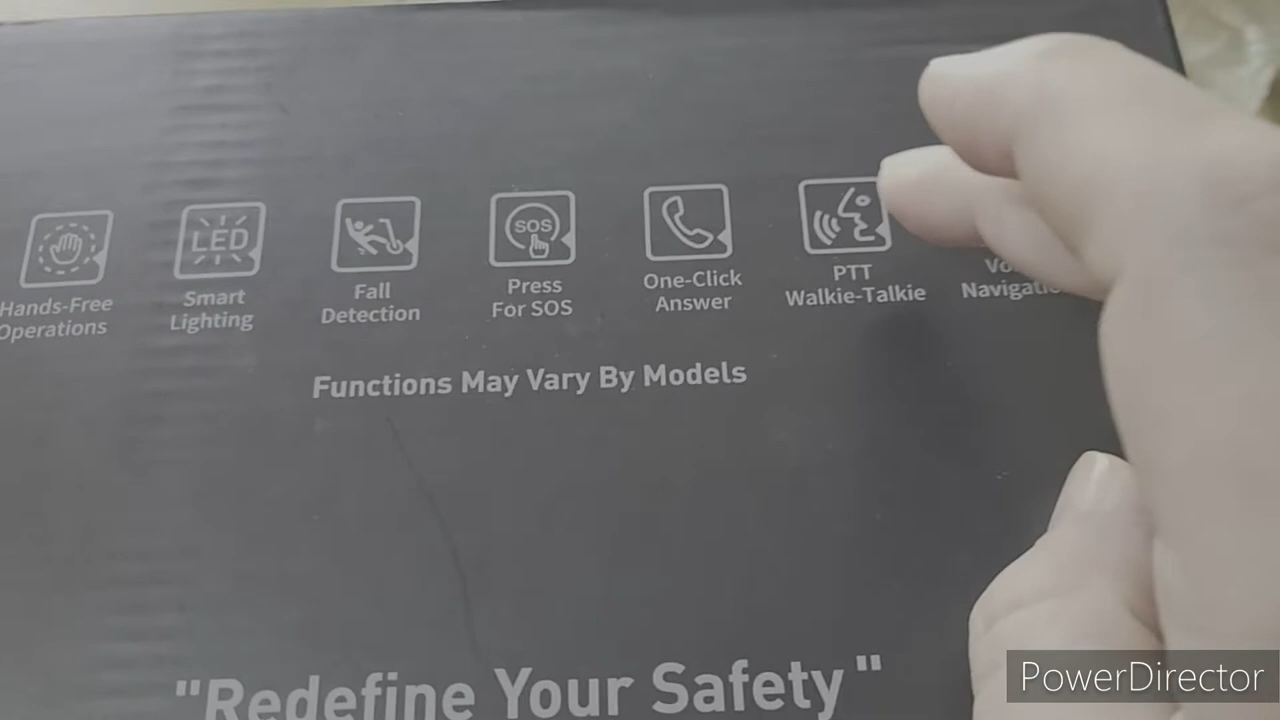 LED
SOS
Hands-Free
Operations
Smart
Lighting
Fall
Detection
Press
For SOS
One-Click
Answer
PTT
Walkie-Talkie
Functions May Vary By Models
"Redefine Your Safety"
PowerDirector